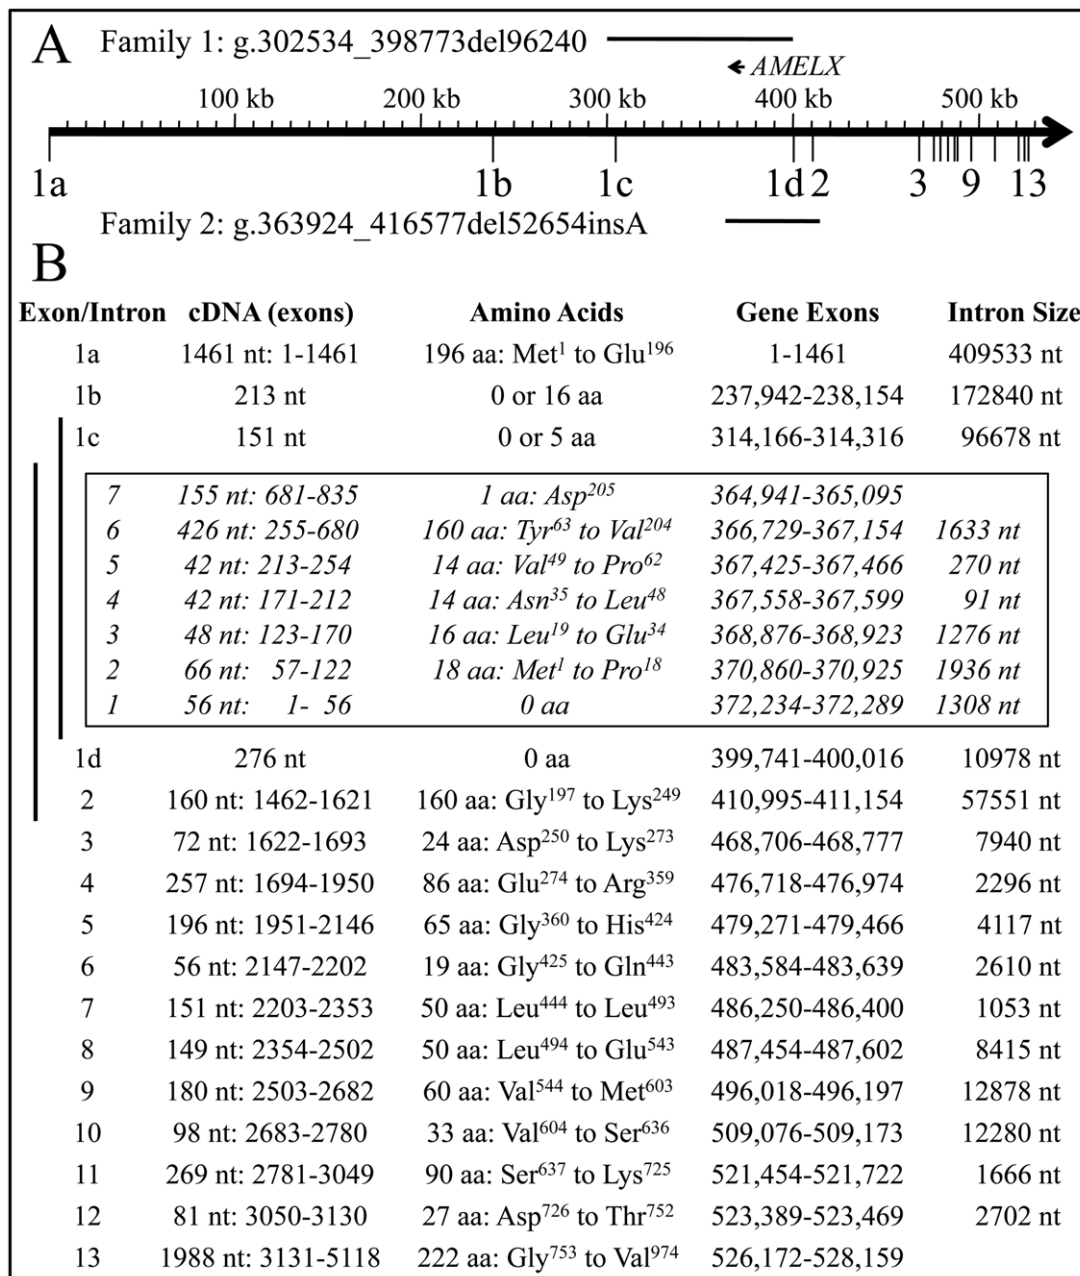 A Family 1: g.302534_398773del96240
← AMELX
100 kb 200 kb 300 kb 400 kb 500 kb
1a 1b 1c 1d 2 3 9 13
Family 2: g.363924_416577del52654insA
B
Exon/Intron cDNA (exons) Amino Acids Gene Exons Intron Size
1a 1461 nt: 1-1461 196 aa: Met¹ to Glu¹⁹⁶ 1-1461 409533 nt
1b 213 nt 0 or 16 aa 237,942-238,154 172840 nt
1c 151 nt 0 or 5 aa 314,166-314,316 96678 nt
7 155 nt: 681-835 1 aa: Asp²⁰⁵ 364,941-365,095
6 426 nt: 255-680 160 aa: Tyr⁶³ to Val²⁰⁴ 366,729-367,154 1633 nt
5 42 nt: 213-254 14 aa: Val⁴⁹ to Pro⁶² 367,425-367,466 270 nt
4 42 nt: 171-212 14 aa: Asn³⁵ to Leu⁴⁸ 367,558-367,599 91 nt
3 48 nt: 123-170 16 aa: Leu¹⁹ to Glu³⁴ 368,876-368,923 1276 nt
2 66 nt: 57-122 18 aa: Met¹ to Pro¹⁸ 370,860-370,925 1936 nt
1 56 nt: 1- 56 0 aa 372,234-372,289 1308 nt
1d 276 nt 0 aa 399,741-400,016 10978 nt
2 160 nt: 1462-1621 160 aa: Gly¹⁹⁷ to Lys²⁴⁹ 410,995-411,154 57551 nt
3 72 nt: 1622-1693 24 aa: Asp²⁵⁰ to Lys²⁷³ 468,706-468,777 7940 nt
4 257 nt: 1694-1950 86 aa: Glu²⁷⁴ to Arg³⁵⁹ 476,718-476,974 2296 nt
5 196 nt: 1951-2146 65 aa: Gly³⁶⁰ to His⁴²⁴ 479,271-479,466 4117 nt
6 56 nt: 2147-2202 19 aa: Gly⁴²⁵ to Gln⁴⁴³ 483,584-483,639 2610 nt
7 151 nt: 2203-2353 50 aa: Leu⁴⁴⁴ to Leu⁴⁹³ 486,250-486,400 1053 nt
8 149 nt: 2354-2502 50 aa: Leu⁴⁹⁴ to Glu⁵⁴³ 487,454-487,602 8415 nt
9 180 nt: 2503-2682 60 aa: Val⁵⁴⁴ to Met⁶⁰³ 496,018-496,197 12878 nt
10 98 nt: 2683-2780 33 aa: Val⁶⁰⁴ to Ser⁶³⁶ 509,076-509,173 12280 nt
11 269 nt: 2781-3049 90 aa: Ser⁶³⁷ to Lys⁷²⁵ 521,454-521,722 1666 nt
12 81 nt: 3050-3130 27 aa: Asp⁷²⁶ to Thr⁷⁵² 523,389-523,469 2702 nt
13 1988 nt: 3131-5118 222 aa: Gly⁷⁵³ to Val⁹⁷⁴ 526,172-528,159